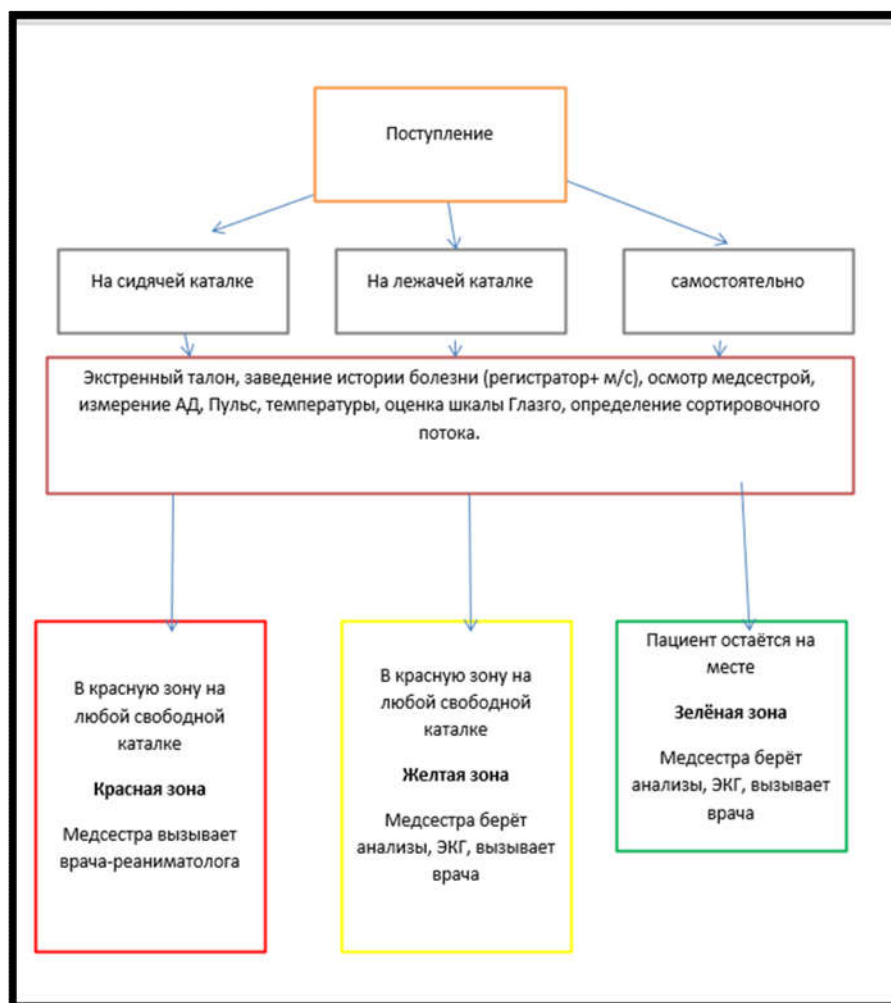 Поступление
На сидячей каталке
На лежачей каталке
самостоятельно
Экстренный талон, заведение истории болезни (регистратор+ м/с), осмотр медсестрой,
измерение АД, Пульс, температуры, оценка шкалы Глазго, определение сортировочного
потока.
В красную зону на
любой свободной
каталке
Красная зона
Медсестра вызывает
врача-реаниматолога
В красную зону на
любой свободной
каталке
Желтая зона
Медсестра берёт
анализы, ЭКГ, вызывает
врача
Пациент остаётся на
месте
Зелёная зона
Медсестра берёт
анализы, ЭКГ, вызывает
врача